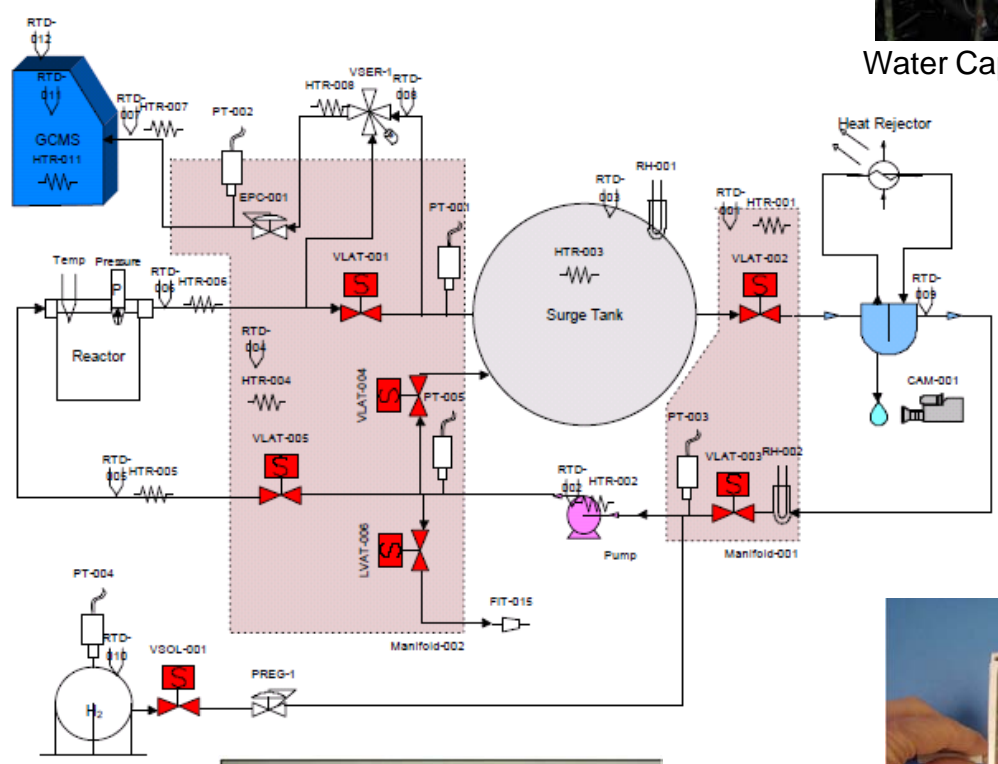 RTD-
012
Water Ca
RTD-
011
GCMS
HTR-011
RTD-
007
HTR-007
PT-002
HTR-008
VSER-1
RTD-
008
Heat Rejector
EPC-001
PT-001
RTD-
003
RH-001
RTD-
001
HTR-001
Temp
Pressure
P
RTD-
006
HTR-006
VLAT-001
S
HTR-003
VLAT-002
S
RTD-
009
Surge Tank
Reactor
RTD-
004
HTR-004
VLAT-004
S
PT-005
CAM-001
PT-003
VLAT-005
S
RTD-
005
HTR-005
RTD-
002
HTR-002
VLAT-003
S
RH-002
LVAT-006
S
Pump
Manifold-001
PT-004
FIT-015
RTD-
010
VSOL-001
S
Manifold-002
PREG-1
H2